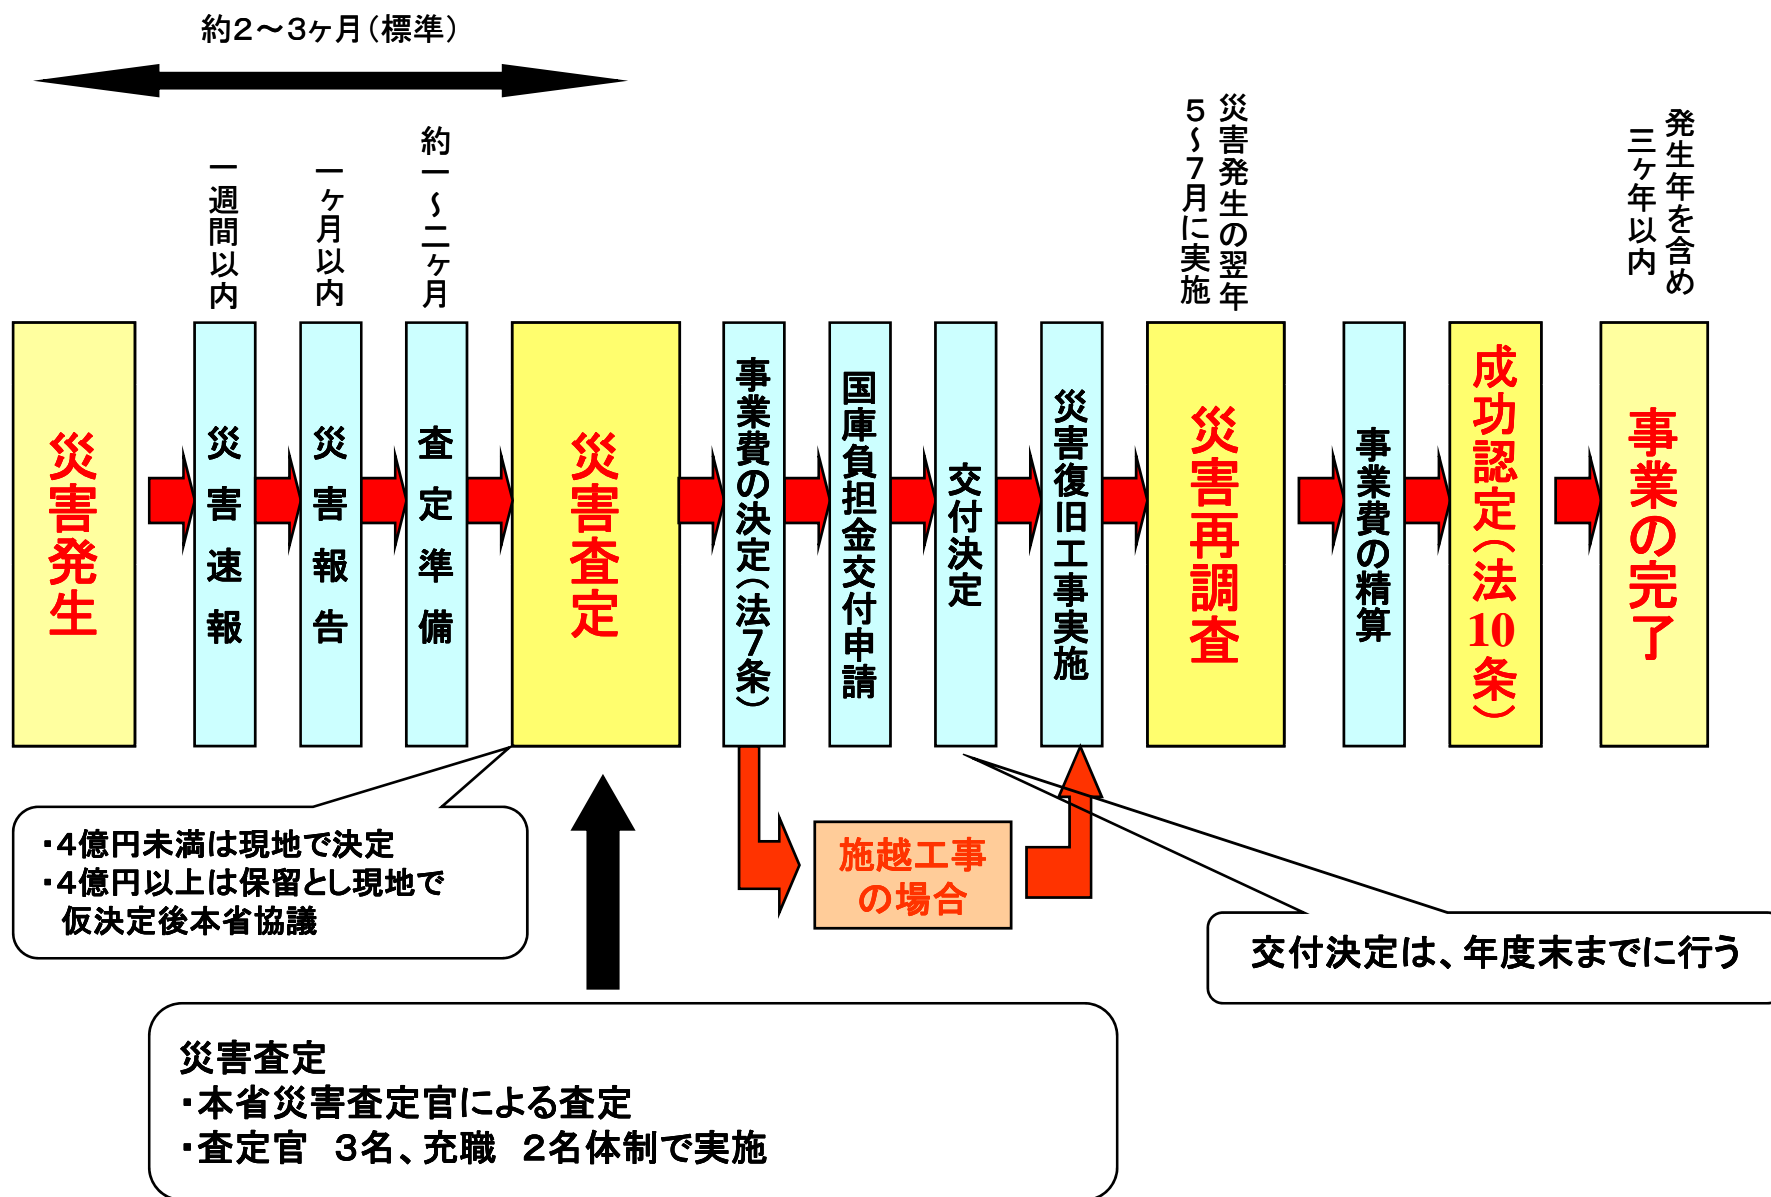 約２～３ヶ月（標準）
一週間以内
一ヶ月以内
約一～二ヶ月
災害発生の翌年
５～７月に実施
発生年を含め
三ヶ年以内
災害発生
災害速報
災害報告
査定準備
災害査定
事業費の決定（法７条）
国庫負担金交付申請
交付決定
災害復旧工事実施
災害再調査
事業費の精算
成功認定（法10条）
事業の完了
・４億円未満は現地で決定
・４億円以上は保留とし現地で
仮決定後本省協議
施越工事
の場合
交付決定は、年度末までに行う
災害査定
・本省災害査定官による査定
・査定官　３名、充職　２名体制で実施